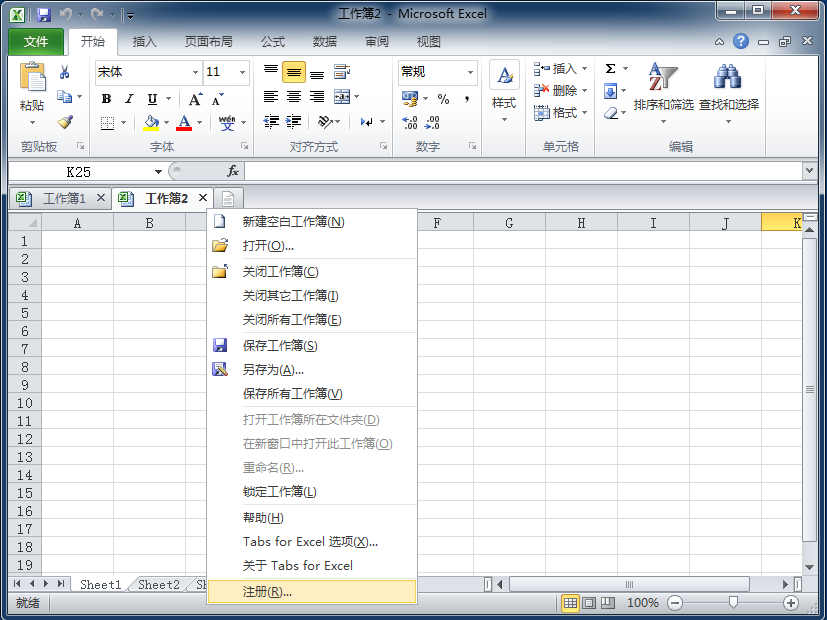 工作簿2 - Microsoft Excel
文件 开始 插入 页面布局 公式 数据 审阅 视图
宋体 11 常规
B I U A A
A wén 文
% ,
Σ
A Z
.00 .0
粘贴 样式 插入 删除 格式 排序和筛选 查找和选择
剪贴板 字体 对齐方式 数字 单元格 编辑
K25 fx
工作簿1 工作簿2
A B F G H I J K
1
2
3
4
5
6
7
8
9
10
11
12
13
14
15
16
17
18
19
新建空白工作簿(N)
打开(O)...
关闭工作簿(C)
关闭其它工作簿(I)
关闭所有工作簿(E)
保存工作簿(S)
另存为(A)...
保存所有工作簿(V)
打开工作簿所在文件夹(D)
在新窗口中打开此工作簿(O)
重命名(R)...
锁定工作簿(L)
帮助(H)
Tabs for Excel 选项(X)...
关于 Tabs for Excel
注册(R)...
Sheet1 Sheet2 Sh
就绪 100%